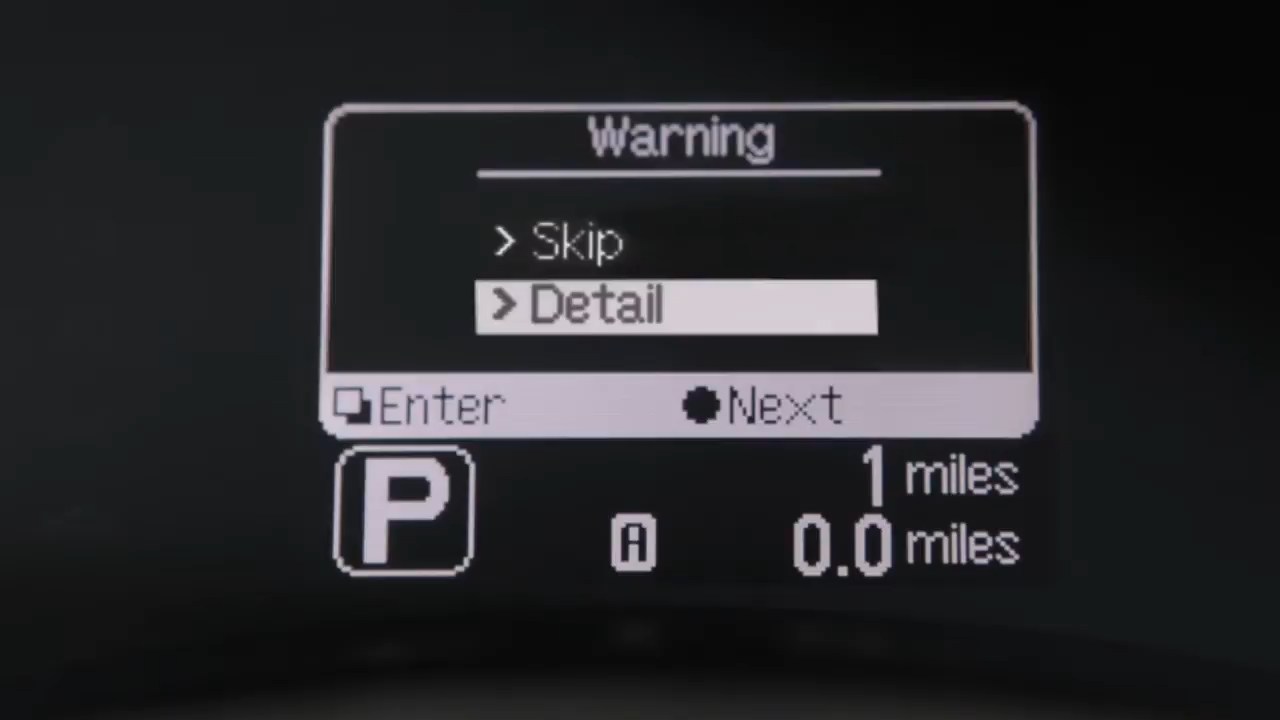 Warning
> Skip
> Detail
Enter Next
P
1 miles
A 0.0 miles